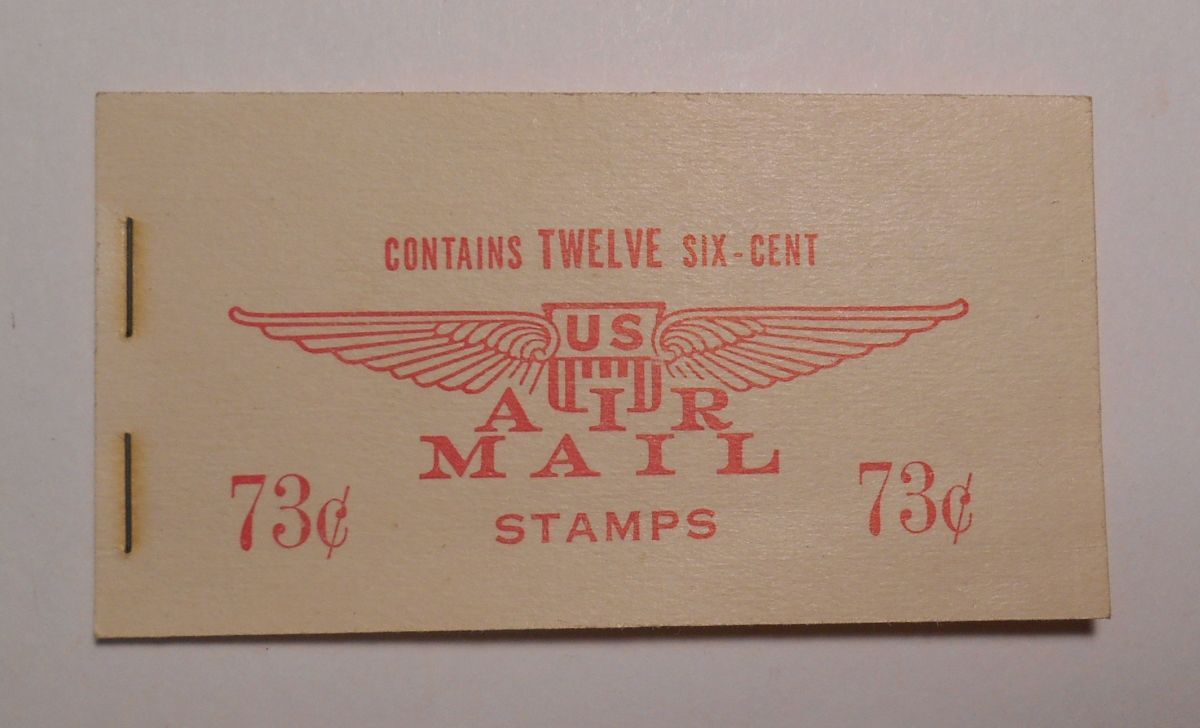 CONTAINS TWELVE SIX-CENT
US
AIR
MAIL
73¢ STAMPS 73¢